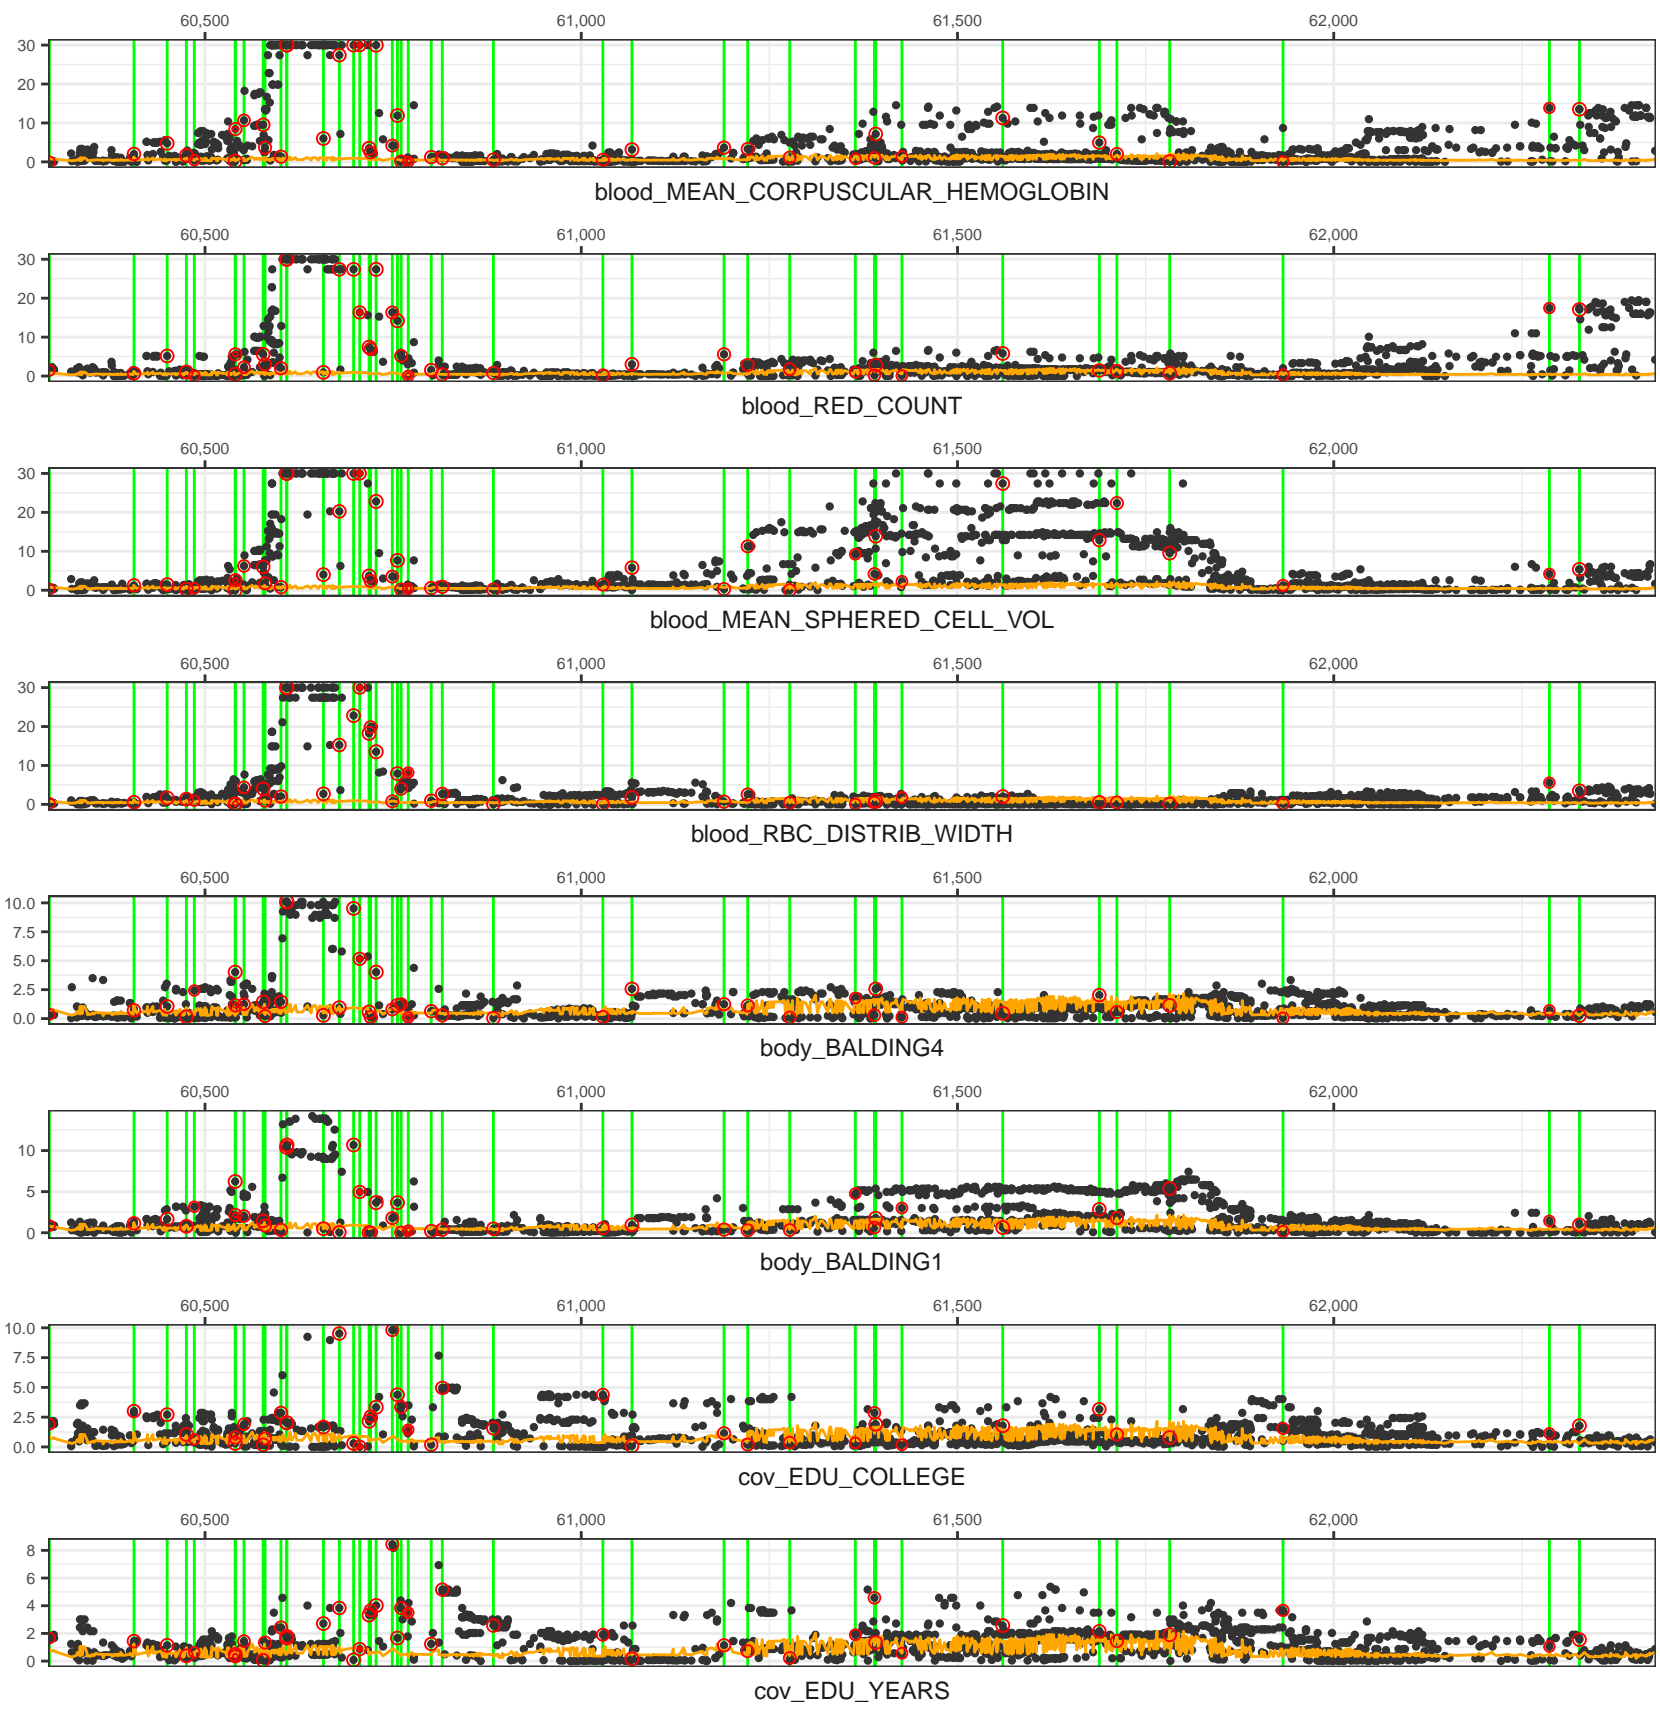 60,500 61,000 61,500 62,000
30
20
10
0
blood_MEAN_CORPUSCULAR_HEMOGLOBIN
60,500 61,000 61,500 62,000
30
20
10
0
blood_RED_COUNT
60,500 61,000 61,500 62,000
30
20
10
0
blood_MEAN_SPHERED_CELL_VOL
60,500 61,000 61,500 62,000
30
20
10
0
blood_RBC_DISTRIB_WIDTH
60,500 61,000 61,500 62,000
10.0
7.5
5.0
2.5
0.0
body_BALDING4
60,500 61,000 61,500 62,000
10
5
0
body_BALDING1
60,500 61,000 61,500 62,000
10.0
7.5
5.0
2.5
0.0
cov_EDU_COLLEGE
60,500 61,000 61,500 62,000
8
6
4
2
0
cov_EDU_YEARS